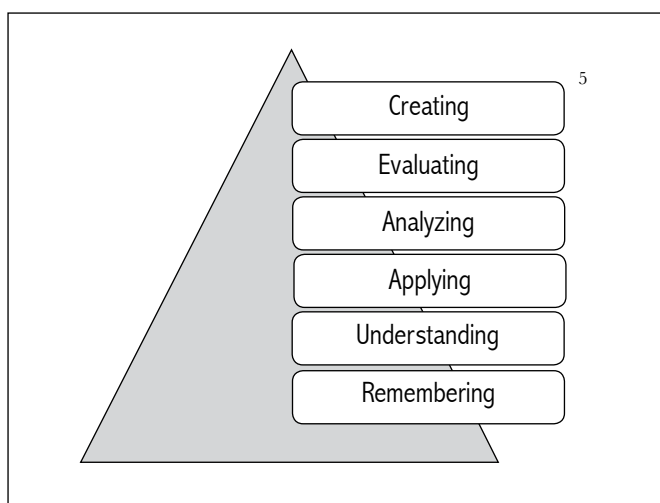 5
Creating
Evaluating
Analyzing
Applying
Understanding
Remembering